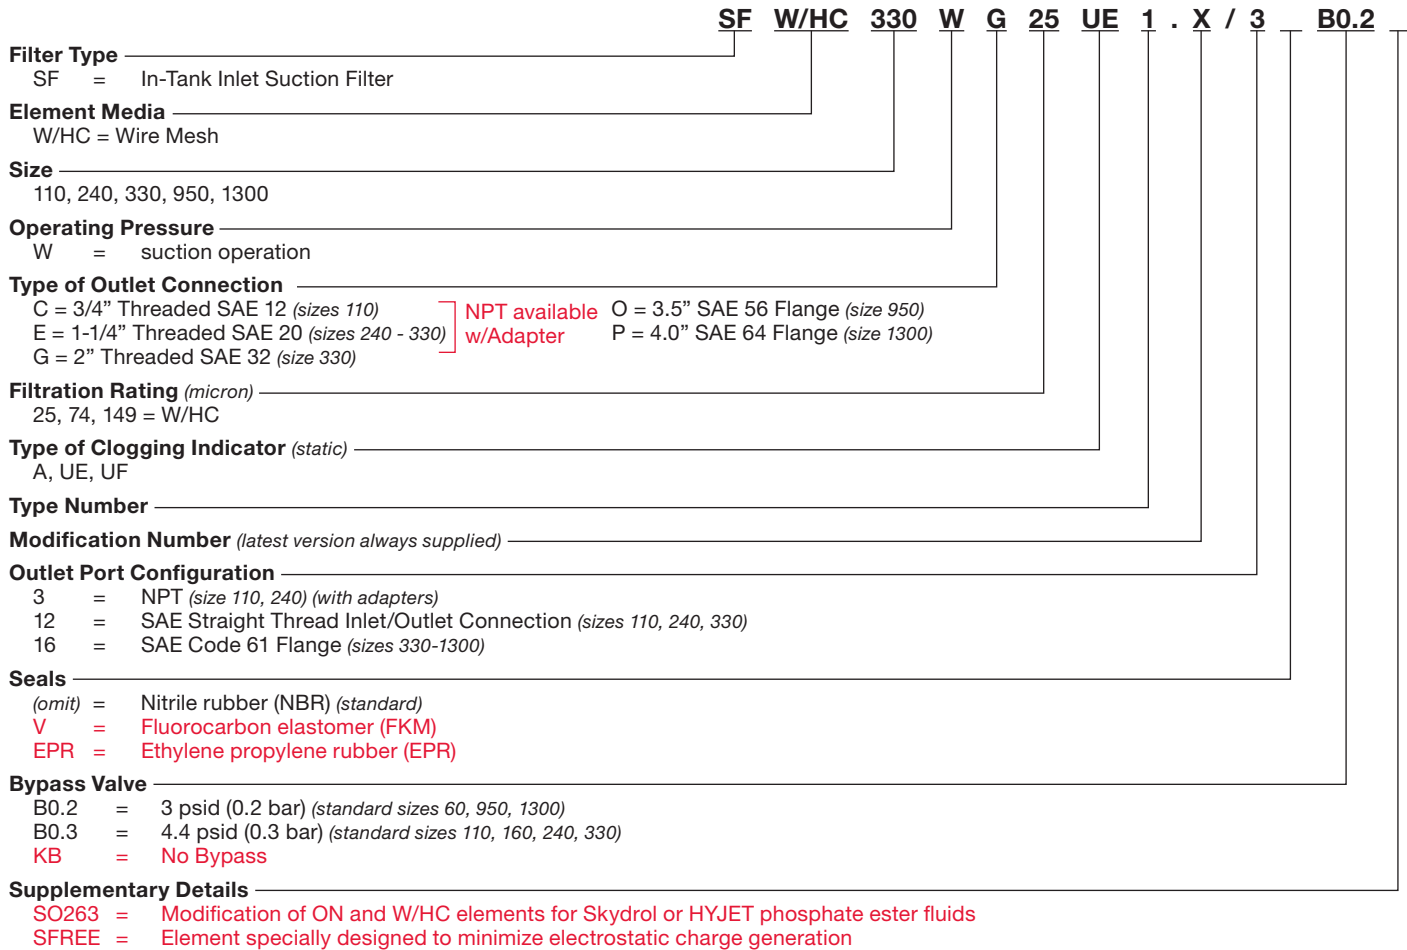 SF W/HC 330 W G 25 UE 1 . X / 3 _ B0.2 _
Filter Type
SF = In-Tank Inlet Suction Filter
Element Media
W/HC = Wire Mesh
Size
110, 240, 330, 950, 1300
Operating Pressure
W = suction operation
Type of Outlet Connection
C = 3/4” Threaded SAE 12 (sizes 110)
E = 1-1/4” Threaded SAE 20 (sizes 240 - 330)
G = 2” Threaded SAE 32 (size 330)
NPT available
w/Adapter
O = 3.5” SAE 56 Flange (size 950)
P = 4.0” SAE 64 Flange (size 1300)
Filtration Rating (micron)
25, 74, 149 = W/HC
Type of Clogging Indicator (static)
A, UE, UF
Type Number
Modification Number (latest version always supplied)
Outlet Port Configuration
3 = NPT (size 110, 240) (with adapters)
12 = SAE Straight Thread Inlet/Outlet Connection (sizes 110, 240, 330)
16 = SAE Code 61 Flange (sizes 330-1300)
Seals
(omit) = Nitrile rubber (NBR) (standard)
V = Fluorocarbon elastomer (FKM)
EPR = Ethylene propylene rubber (EPR)
Bypass Valve
B0.2 = 3 psid (0.2 bar) (standard sizes 60, 950, 1300)
B0.3 = 4.4 psid (0.3 bar) (standard sizes 110, 160, 240, 330)
KB = No Bypass
Supplementary Details
SO263 = Modification of ON and W/HC elements for Skydrol or HYJET phosphate ester fluids
SFREE = Element specially designed to minimize electrostatic charge generation